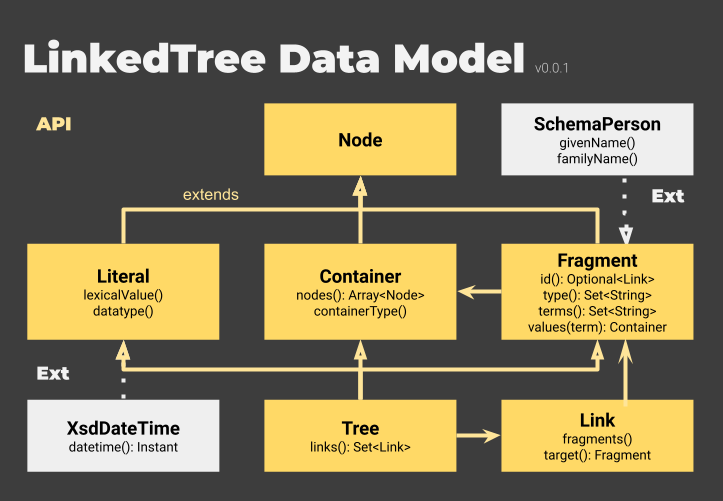 LinkedTree Data Model v0.0.1
API
Node
SchemaPerson
givenName()
familyName()
extends
Ext
Literal
lexicalValue()
datatype()
Container
nodes(): Array<Node>
containerType()
Fragment
id(): Optional<Link>
type(): Set<String>
terms(): Set<String>
values(term): Container
Ext
XsdDateTime
datetime(): Instant
Tree
links(): Set<Link>
Link
fragments()
target(): Fragment